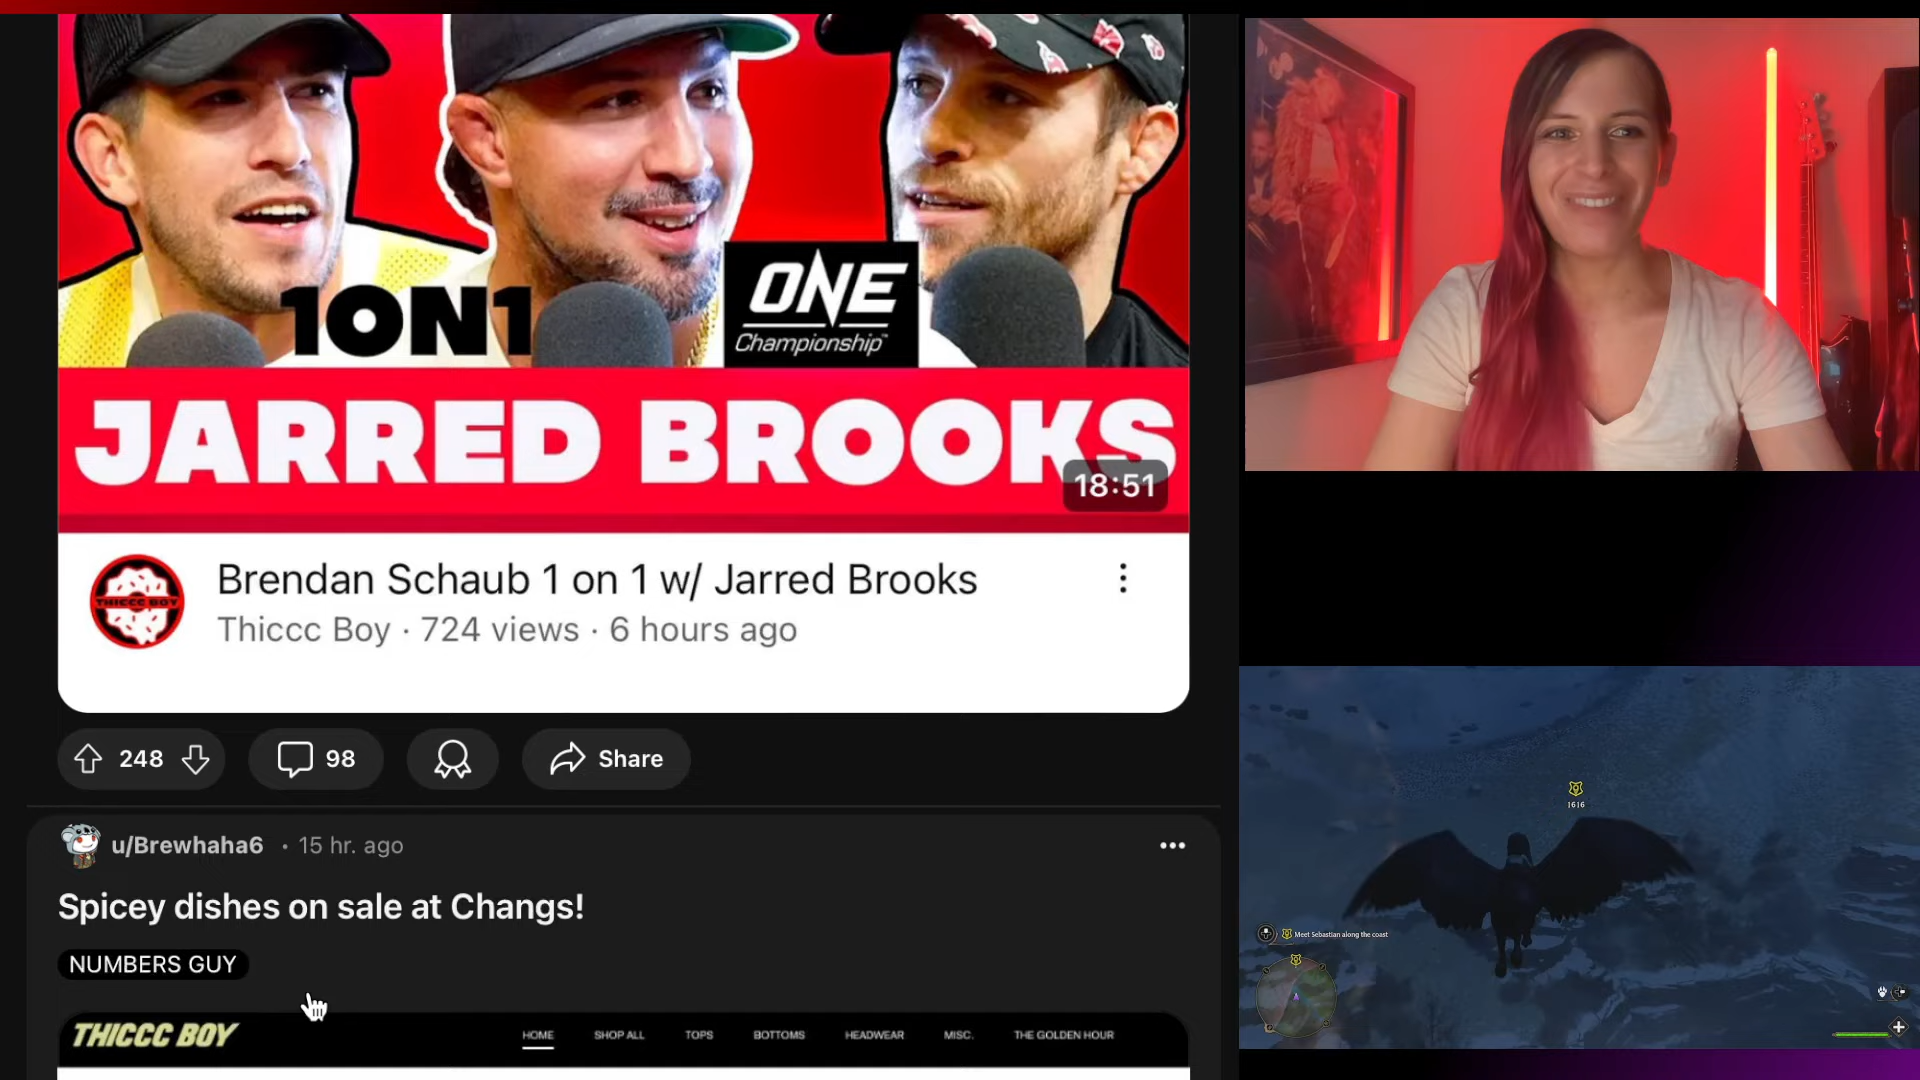 1ON1
ONE
Championship
JARRED BROOKS
18:51
THICCC BOY
Brendan Schaub 1 on 1 w/ Jarred Brooks
Thiccc Boy · 724 views · 6 hours ago
248
98
Share
u/Brewhaha6 · 15 hr. ago
Spicey dishes on sale at Changs!
NUMBERS GUY
THICCC BOY
HOME SHOP ALL TOPS BOTTOMS HEADWEAR MISC. THE GOLDEN HOUR
1616
Meet Sebastian along the coast